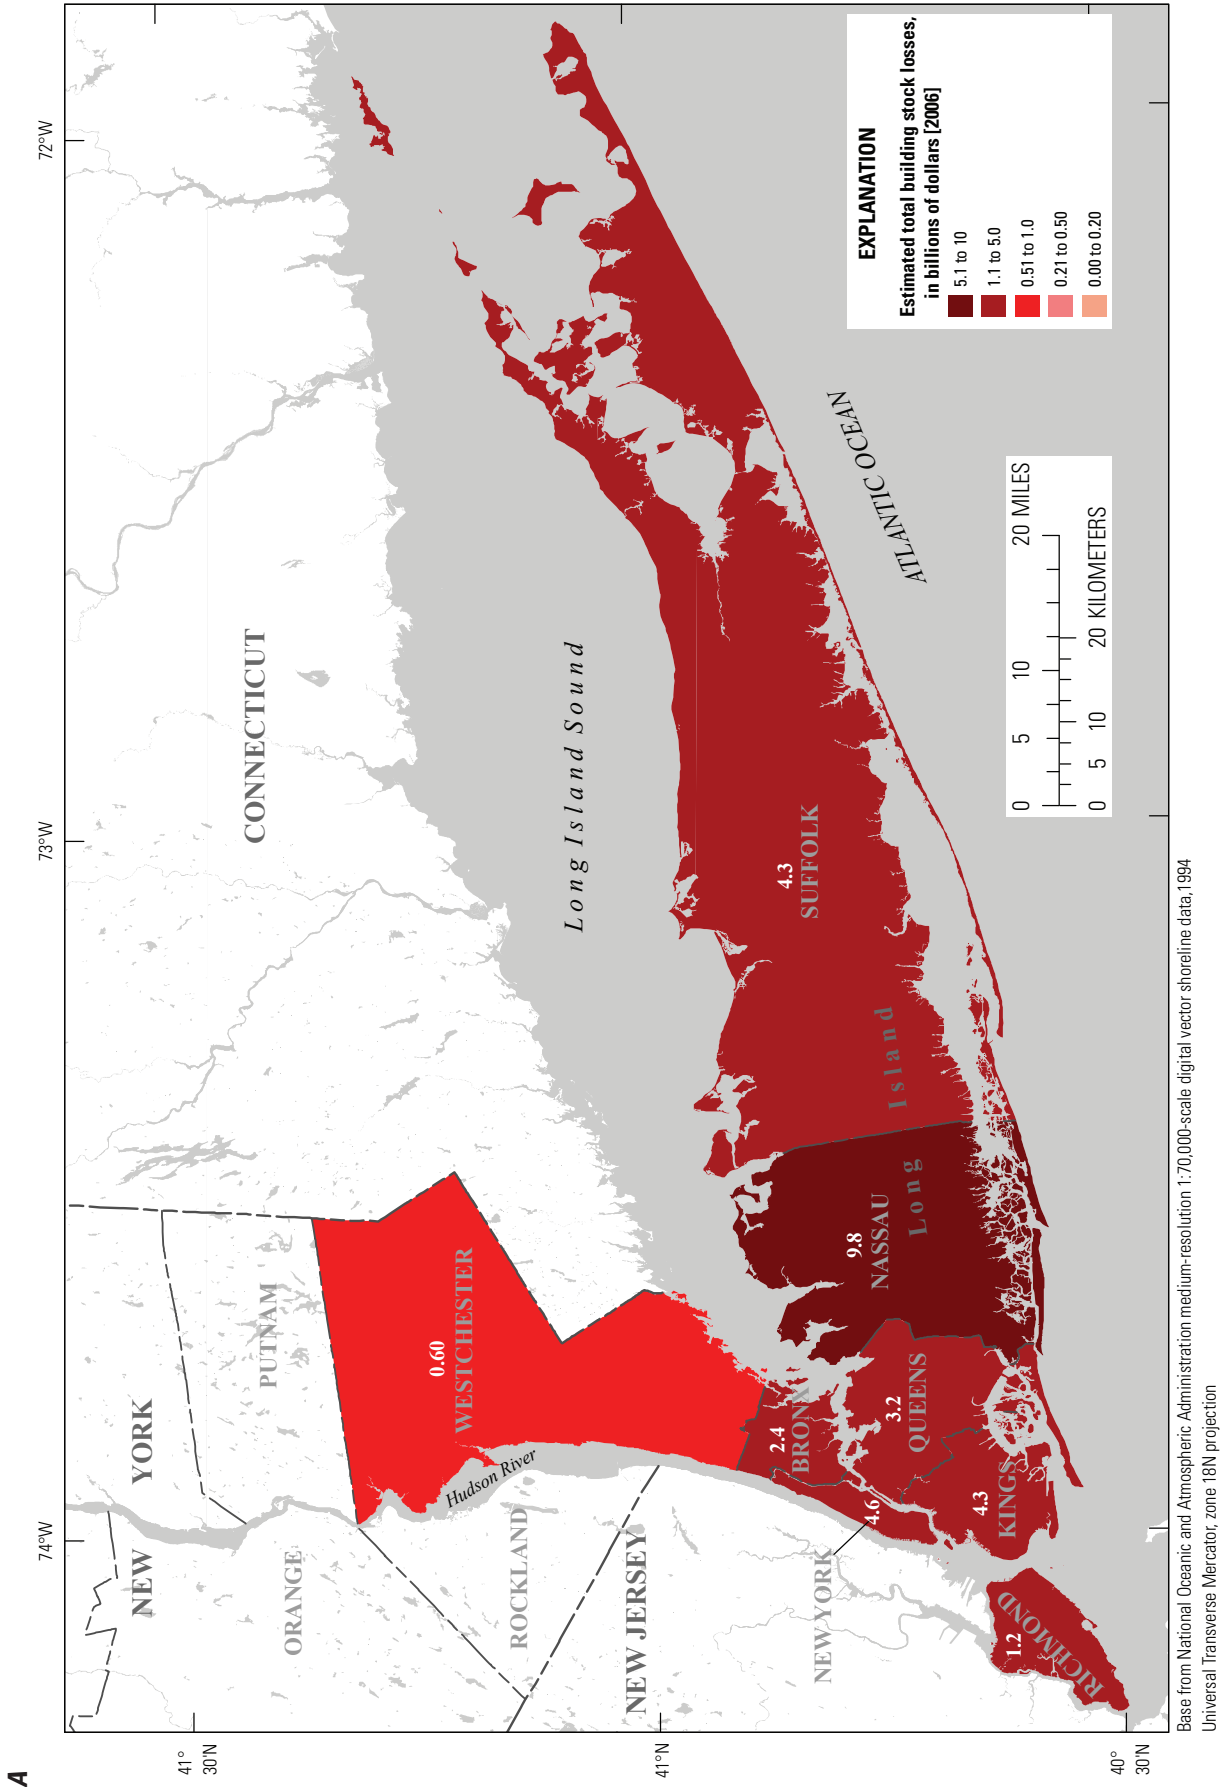 A
72°W
73°W
74°W
41°
30'N
41°N
40°
30'N
CONNECTICUT
NEW YORK
PUTNAM
ORANGE
ROCKLAND
NEW JERSEY
Hudson River
0.60
WESTCHESTER
Long Island Sound
ATLANTIC OCEAN
4.3
SUFFOLK
Long Island
9.8
NASSAU
2.4
BRONX
3.2
QUEENS
4.6
NEW YORK
4.3
KINGS
1.2
RICHMOND
EXPLANATION
Estimated total building stock losses,
in billions of dollars [2006]
5.1 to 10
1.1 to 5.0
0.51 to 1.0
0.21 to 0.50
0.00 to 0.20
0 5 10 20 MILES
0 5 10 20 KILOMETERS
Base from National Oceanic and Atmospheric Administration medium-resolution 1:70,000-scale digital vector shoreline data,1994
Universal Transverse Mercator, zone 18N projection